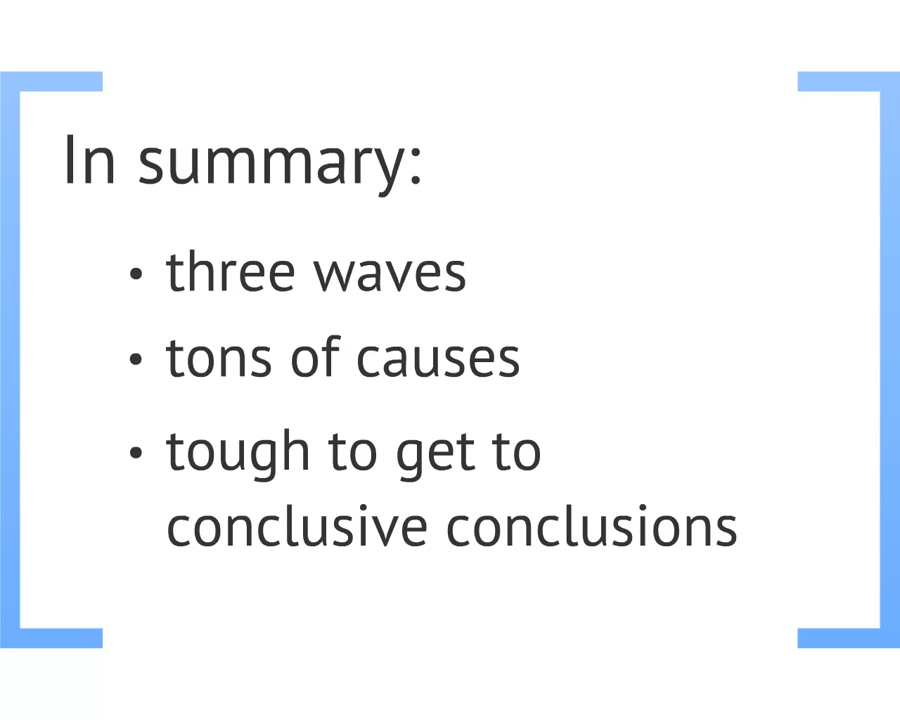 In summary:
• three waves
• tons of causes
• tough to get to
conclusive conclusions